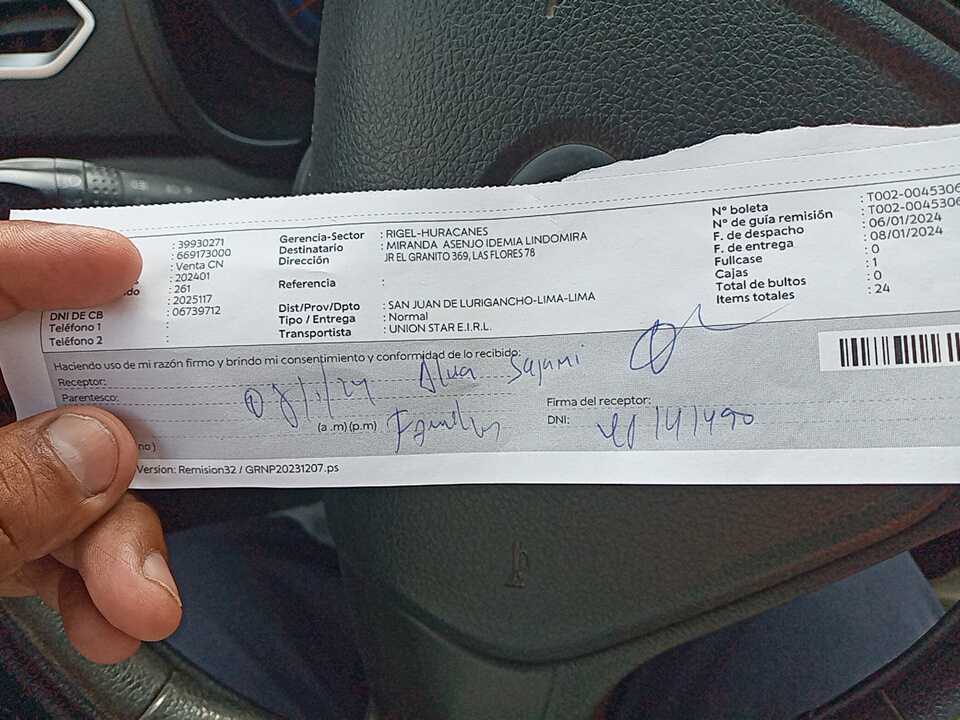 : 39930271
: 669173000
: Venta CN
: 202401
: 261
: 2025117
DNI DE CB : 06739712
Teléfono 1 :
Teléfono 2 :
Gerencia-Sector : RIGEL-HURACANES
Destinatario : MIRANDA ASENJO IDEMIA LINDOMIRA
Dirección JR EL GRANITO 369, LAS FLORES 78
Referencia :
Dist/Prov/Dpto : SAN JUAN DE LURIGANCHO-LIMA-LIMA
Tipo / Entrega : Normal
Transportista : UNION STAR E.I.R.L.
N° boleta : T002-0045306
N° de guía remisión : T002-0045306
F. de despacho : 06/01/2024
F. de entrega : 08/01/2024
Fullcase : 0
Cajas : 1
Total de bultos : 0
Items totales : 24
Haciendo uso de mi razón firmo y brindo mi consentimiento y conformidad de lo recibido:
Receptor:
Parentesco:
(a .m) (p.m)
Firma del receptor:
DNI:
no )
Version: Remision32 / GRNP20231207.ps